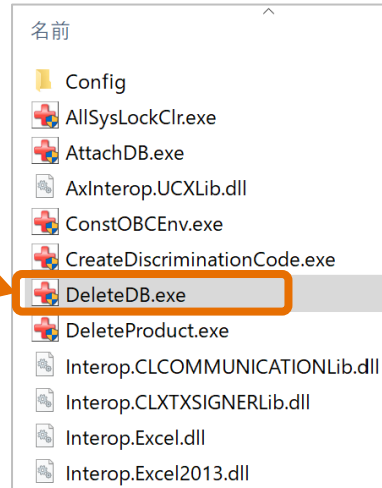 名前
Config
AllSysLockClr.exe
AttachDB.exe
AxInterop.UCXLib.dll
ConstOBCEnv.exe
CreateDiscriminationCode.exe
DeleteDB.exe
DeleteProduct.exe
Interop.CLCOMMUNICATIONLib.dll
Interop.CLXTXSIGNERLib.dll
Interop.Excel.dll
Interop.Excel2013.dll